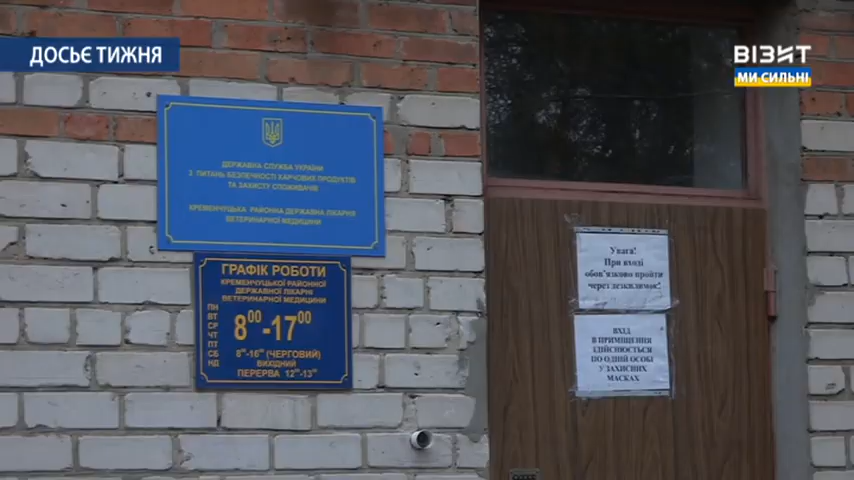 ДОСЬЄ ТИЖНЯ
ВІЗИТ
МИ СИЛЬНІ
ДЕРЖАВНА СЛУЖБА УКРАЇНИ
З ПИТАНЬ БЕЗПЕЧНОСТІ ХАРЧОВИХ ПРОДУКТІВ
ТА ЗАХИСТУ СПОЖИВАЧІВ
КРЕМЕНЧУЦЬКА РАЙОННА ДЕРЖАВНА ЛІКАРНЯ
ВЕТЕРИНАРНОЇ МЕДИЦИНИ
ГРАФІК РОБОТИ
КРЕМЕНЧУЦЬКОЇ РАЙОННОЇ
ДЕРЖАВНОЇ ЛІКАРНІ
ВЕТЕРИНАРНОЇ МЕДИЦИНИ
ПН
ВТ
СР
ЧТ
ПТ
8⁰⁰-17⁰⁰
СБ 8⁰⁰-16⁰⁰ (ЧЕРГОВИЙ)
НД ВИХІДНИЙ
ПЕРЕРВА 12⁰⁰-13⁰⁰
Увага!
При вході
обов'язково пройти
через дезкилимок!
ВХІД
В ПРИМІЩЕННЯ
ЗДІЙСНЮЄТЬСЯ
ПО ОДНІЙ ОСОБІ
У ЗАХИСНИХ
МАСКАХ